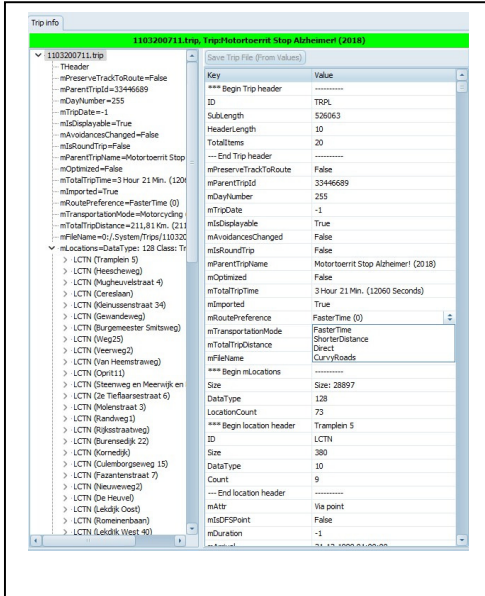 Trip info
1103200711.trip, Trip:Motortoerrit Stop Alzheimer! (2018)
1103200711.trip
THeader
mPreserveTrackToRoute=False
mParentTripId=33446689
mDayNumber=255
mTripDate=-1
mIsDisplayable=True
mAvoidancesChanged=False
mIsRoundTrip=False
mParentTripName=Motortoerrit Stop
mOptimized=False
mTotalTripTime=3 Hour 21 Min. (1206
mImported=True
mRoutePreference=FasterTime (0)
mTransportationMode=Motorcycling
mTotalTripDistance=211,81 Km. (211
mFileName=0:/.System/Trips/110320
mLocations=DataType: 128 Class: Tr
LCTN (Tramplein 5)
LCTN (Heescheweg)
LCTN (Mugheuvelstraat 4)
LCTN (Cereslaan)
LCTN (Kleinussenstraat 34)
LCTN (Gewandeweg)
LCTN (Burgemeester Smitsweg)
LCTN (Weg25)
LCTN (Veerweg2)
LCTN (Van Heemstraweg)
LCTN (Oprit11)
LCTN (Steenweg en Meerwijk en
LCTN (2e Tieflaarsestraat 6)
LCTN (Molenstraat 3)
LCTN (Randweg1)
LCTN (Rijksstraatweg)
LCTN (Burensedijk 22)
LCTN (Kornedijk)
LCTN (Culemborgseweg 15)
LCTN (Fazantenstraat 7)
LCTN (Nieuweweg2)
LCTN (De Heuvel)
LCTN (Lekdijk Oost)
LCTN (Romeinenbaan)
LCTN (Lekdijk West 40)
Save Trip File (From Values)
Key Value
*** Begin Trip header ----------
ID TRPL
SubLength 526063
HeaderLength 10
TotalItems 20
--- End Trip header ----------
mPreserveTrackToRoute False
mParentTripId 33446689
mDayNumber 255
mTripDate -1
mIsDisplayable True
mAvoidancesChanged False
mIsRoundTrip False
mParentTripName Motortoerrit Stop Alzheimer! (2018)
mOptimized False
mTotalTripTime 3 Hour 21 Min. (12060 Seconds)
mImported True
mRoutePreference FasterTime (0)
mTransportationMode FasterTime
ShorterDistance
mTotalTripDistance Direct
mFileName CurvyRoads
*** Begin mLocations ----------
Size Size: 28897
DataType 128
LocationCount 73
*** Begin location header Tramplein 5
ID LCTN
Size 380
DataType 10
Count 9
--- End location header ----------
mAttr Via point
mIsDFSPoint False
mDuration -1